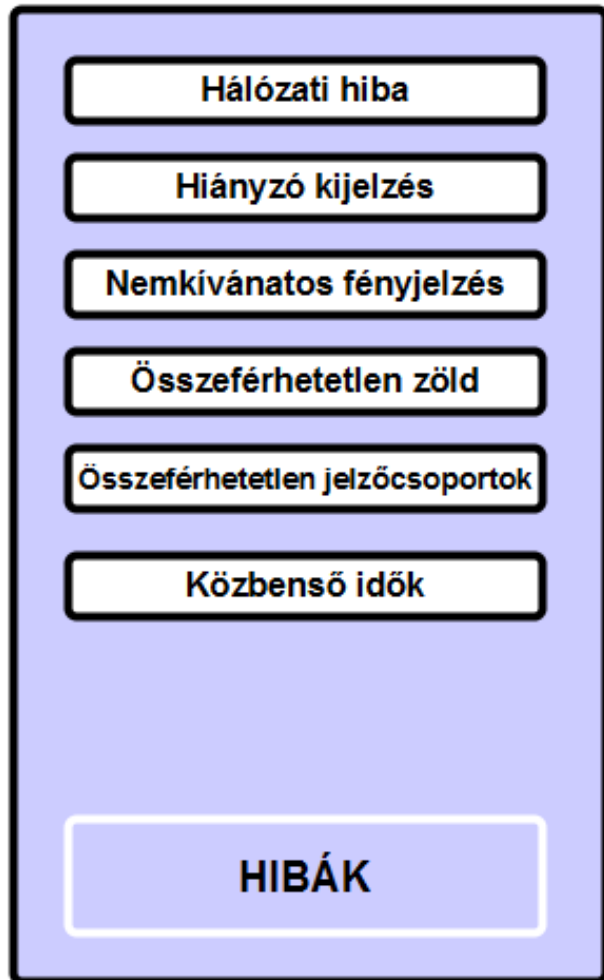 Hálózati hiba
Hiányzó kijelzés
Nemkívánatos fényjelzés
Összeférhetetlen zöld
Összeférhetetlen jelzőcsoportok
Közbenső idők
HIBÁK